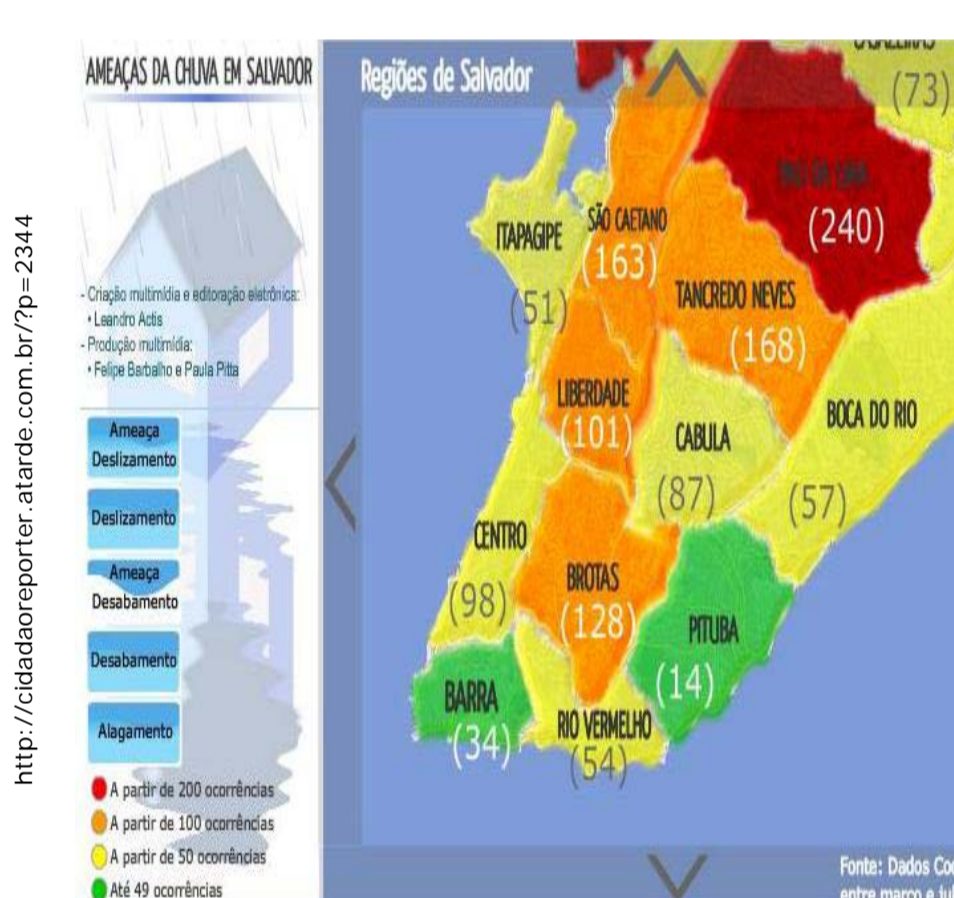 http://cidadaoreporter.atarde.com.br/?p=2344
AMEAÇAS DA CHUVA EM SALVADOR
- Criação multimídia e editoração eletrônica:
• Leandro Actis
- Produção multimídia:
• Felipe Barbalho e Paula Pitta
Ameaça
Deslizamento
Deslizamento
Ameaça
Desabamento
Desabamento
Alagamento
A partir de 200 ocorrências
A partir de 100 ocorrências
A partir de 50 ocorrências
Até 49 ocorrências
Regiões de Salvador
(73)
(240)
SÃO CAETANO
(163)
ITAPAGIPE
(51)
TANCREDO NEVES
(168)
LIBERDADE
(101)
CABULA
(87)
BOCA DO RIO
(57)
CENTRO
(98)
BROTAS
(128)
PITUBA
(14)
BARRA
(34)
RIO VERMELHO
(54)
Fonte: Dados
entre março e